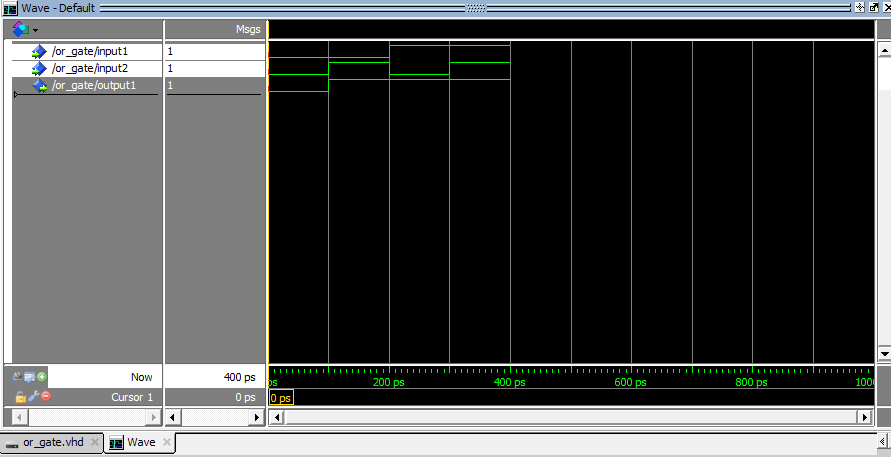 Wave - Default
Msgs
/or_gate/input1 1
/or_gate/input2 1
/or_gate/output1 1
Now 400 ps ps 200 ps 400 ps 600 ps 800 ps 1000
Cursor 1 0 ps 0 ps
or_gate.vhd Wave